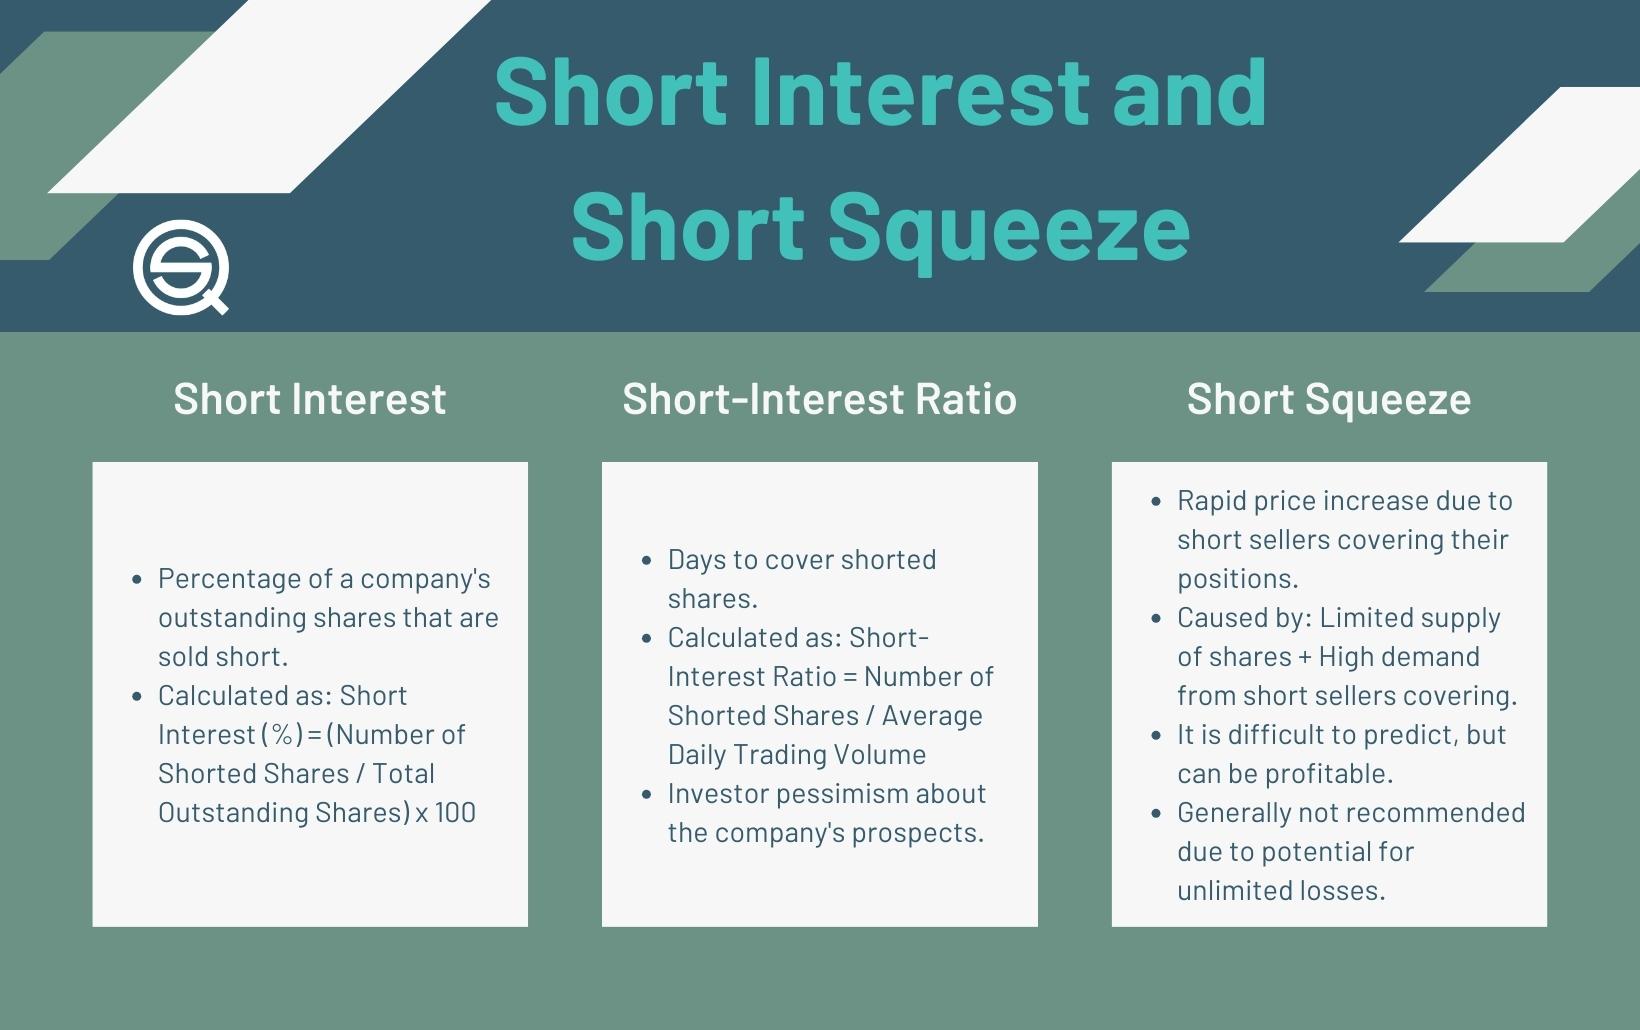 Short Interest and
Short Squeeze
Short Interest
• Percentage of a company's
outstanding shares that are
sold short.
• Calculated as: Short
Interest (%) = (Number of
Shorted Shares / Total
Outstanding Shares) x 100
Short-Interest Ratio
• Days to cover shorted
shares.
• Calculated as: Short-
Interest Ratio = Number of
Shorted Shares / Average
Daily Trading Volume
• Investor pessimism about
the company's prospects.
Short Squeeze
• Rapid price increase due to
short sellers covering their
positions.
• Caused by: Limited supply
of shares + High demand
from short sellers covering.
• It is difficult to predict, but
can be profitable.
• Generally not recommended
due to potential for
unlimited losses.